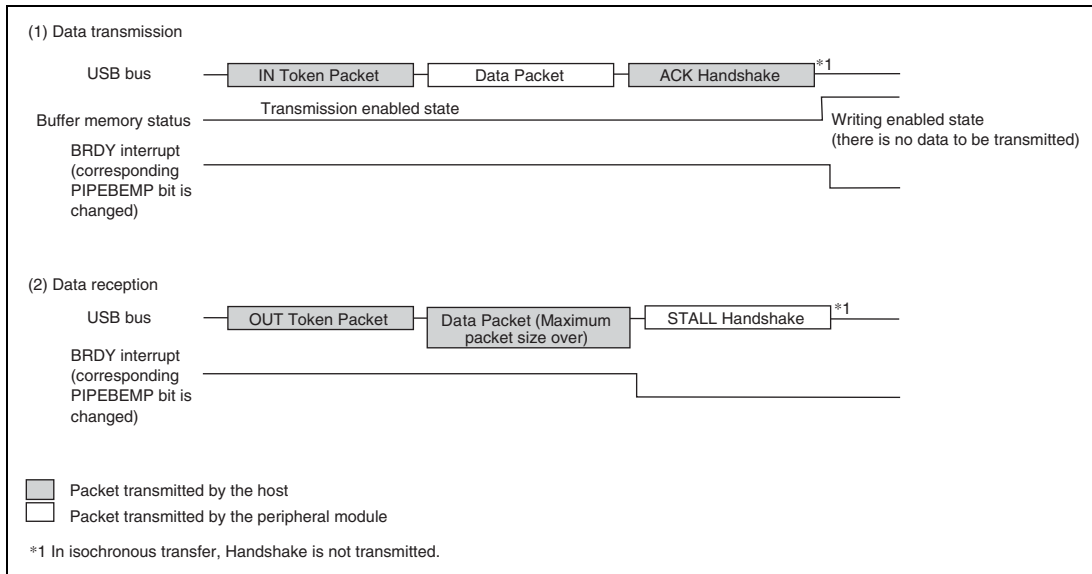 (1) Data transmission
USB bus
IN Token Packet
Data Packet
ACK Handshake
*1
Buffer memory status
Transmission enabled state
Writing enabled state
(there is no data to be transmitted)
BRDY interrupt
(corresponding
PIPEBEMP bit is
changed)
(2) Data reception
USB bus
OUT Token Packet
Data Packet (Maximum
packet size over)
STALL Handshake
*1
BRDY interrupt
(corresponding
PIPEBEMP bit is
changed)
Packet transmitted by the host
Packet transmitted by the peripheral module
*1 In isochronous transfer, Handshake is not transmitted.